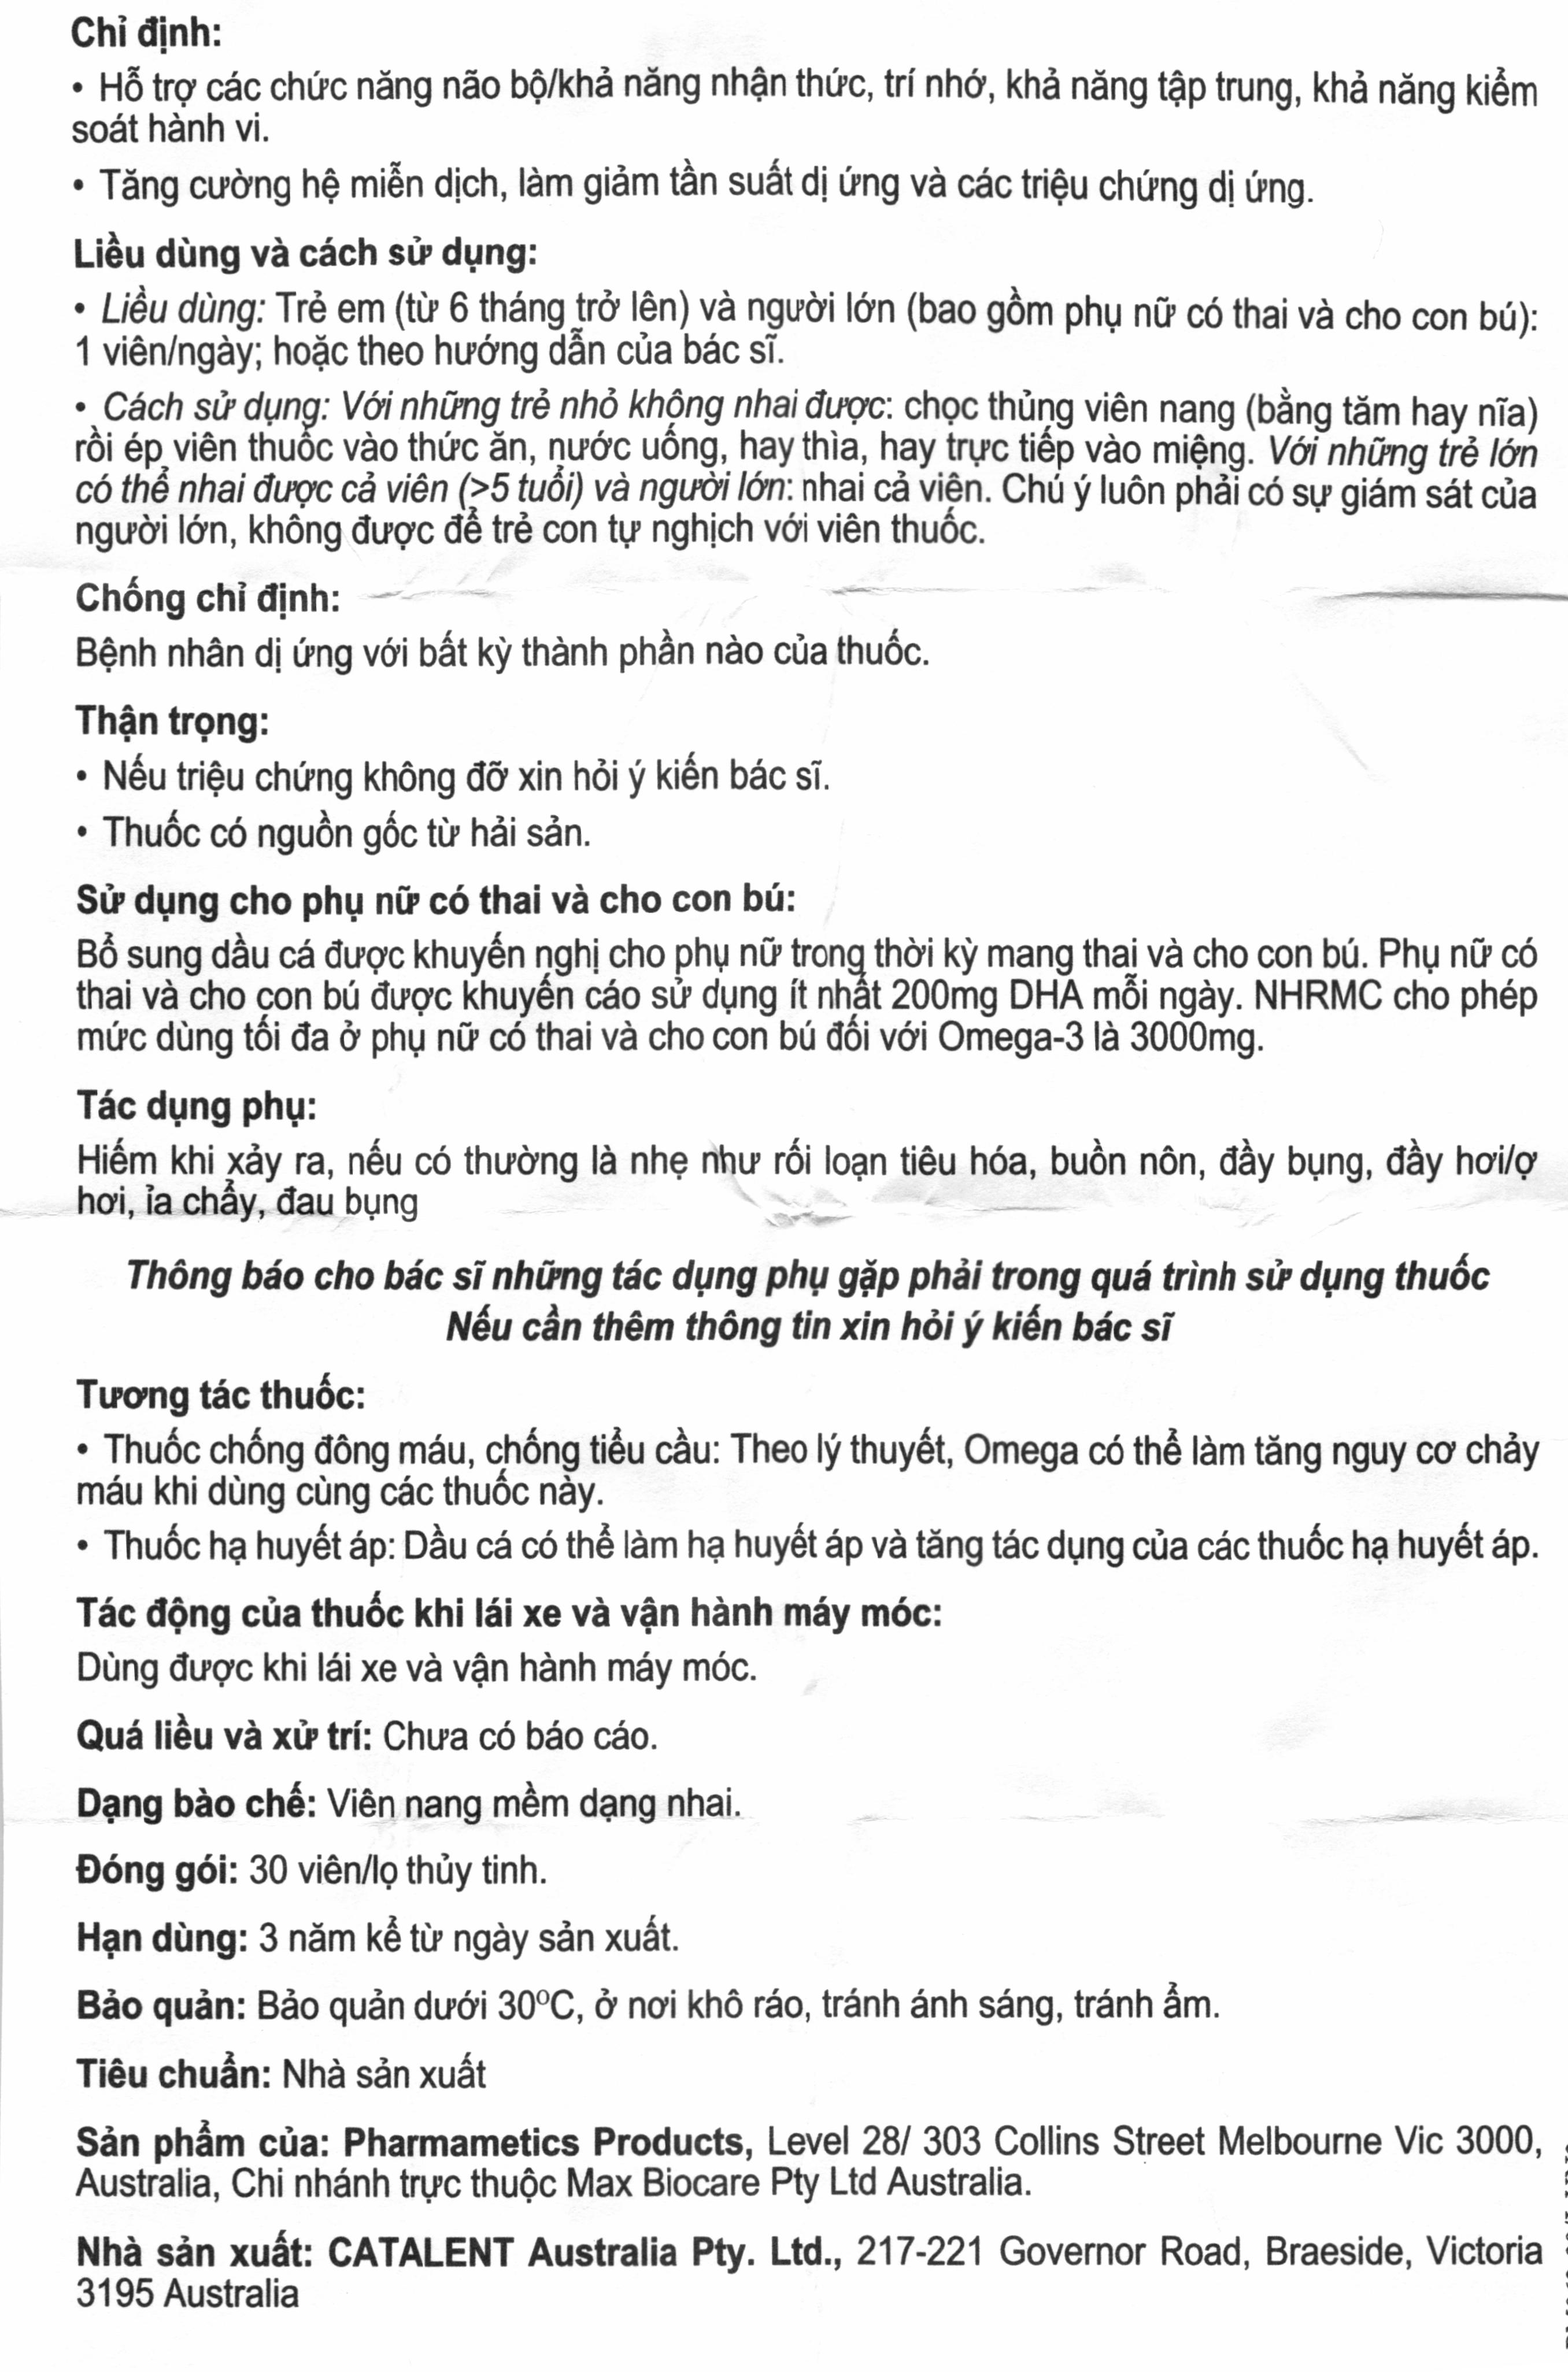 Chỉ định:
• Hỗ trợ các chức năng não bộ/khả năng nhận thức, trí nhớ, khả năng tập trung, khả năng kiểm
soát hành vi.
• Tăng cường hệ miễn dịch, làm giảm tần suất dị ứng và các triệu chứng dị ứng.
Liều dùng và cách sử dụng:
• Liều dùng: Trẻ em (từ 6 tháng trở lên) và người lớn (bao gồm phụ nữ có thai và cho con bú):
1 viên/ngày; hoặc theo hướng dẫn của bác sĩ.
• Cách sử dụng: Với những trẻ nhỏ không nhai được: chọc thủng viên nang (bằng tăm hay nĩa)
rồi ép viên thuốc vào thức ăn, nước uống, hay thìa, hay trực tiếp vào miệng. Với những trẻ lớn
có thể nhai được cả viên (>5 tuổi) và người lớn: nhai cả viên. Chú ý luôn phải có sự giám sát của
người lớn, không được để trẻ con tự nghịch với viên thuốc.
Chống chỉ định:
Bệnh nhân dị ứng với bất kỳ thành phần nào của thuốc.
Thận trọng:
• Nếu triệu chứng không đỡ xin hỏi ý kiến bác sĩ.
• Thuốc có nguồn gốc từ hải sản.
Sử dụng cho phụ nữ có thai và cho con bú:
Bổ sung dầu cá được khuyến nghị cho phụ nữ trong thời kỳ mang thai và cho con bú. Phụ nữ có
thai và cho con bú được khuyến cáo sử dụng ít nhất 200mg DHA mỗi ngày. NHRMC cho phép
mức dùng tối đa ở phụ nữ có thai và cho con bú đối với Omega-3 là 3000mg.
Tác dụng phụ:
Hiếm khi xảy ra, nếu có thường là nhẹ như rối loạn tiêu hóa, buồn nôn, đầy bụng, đầy hơi/ợ
hơi, ỉa chẩy, đau bụng
Thông báo cho bác sĩ những tác dụng phụ gặp phải trong quá trình sử dụng thuốc
Nếu cần thêm thông tin xin hỏi ý kiến bác sĩ
Tương tác thuốc:
• Thuốc chống đông máu, chống tiểu cầu: Theo lý thuyết, Omega có thể làm tăng nguy cơ chảy
máu khi dùng cùng các thuốc này.
• Thuốc hạ huyết áp: Dầu cá có thể làm hạ huyết áp và tăng tác dụng của các thuốc hạ huyết áp.
Tác động của thuốc khi lái xe và vận hành máy móc:
Dùng được khi lái xe và vận hành máy móc.
Quá liều và xử trí: Chưa có báo cáo.
Dạng bào chế: Viên nang mềm dạng nhai.
Đóng gói: 30 viên/lọ thủy tinh.
Hạn dùng: 3 năm kể từ ngày sản xuất.
Bảo quản: Bảo quản dưới 30ºC, ở nơi khô ráo, tránh ánh sáng, tránh ẩm.
Tiêu chuẩn: Nhà sản xuất
Sản phẩm của: Pharmametics Products, Level 28/ 303 Collins Street Melbourne Vic 3000,
Australia, Chi nhánh trực thuộc Max Biocare Pty Ltd Australia.
Nhà sản xuất: CATALENT Australia Pty. Ltd., 217-221 Governor Road, Braeside, Victoria
3195 Australia